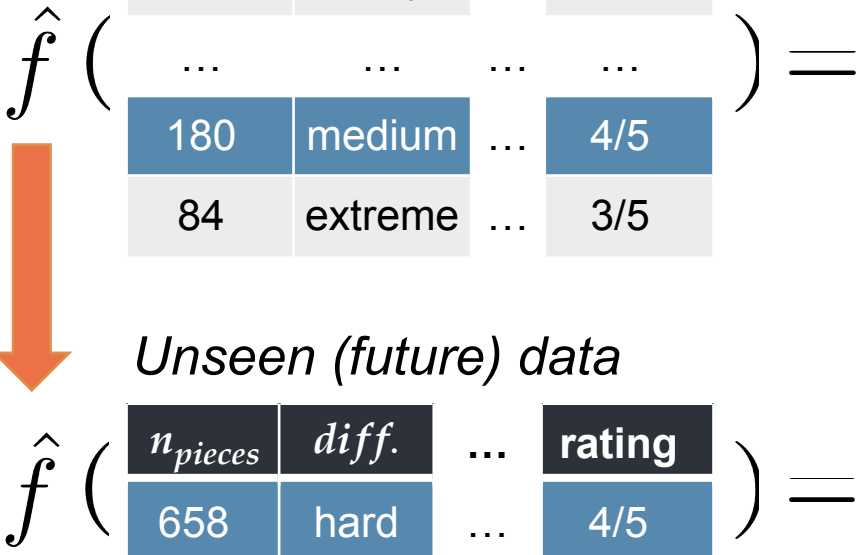 f̂ ( … … … … ) =
180 medium … 4/5
84 extreme … 3/5
Unseen (future) data
n_pieces diff. … rating
f̂ ( 658 hard … 4/5 ) =